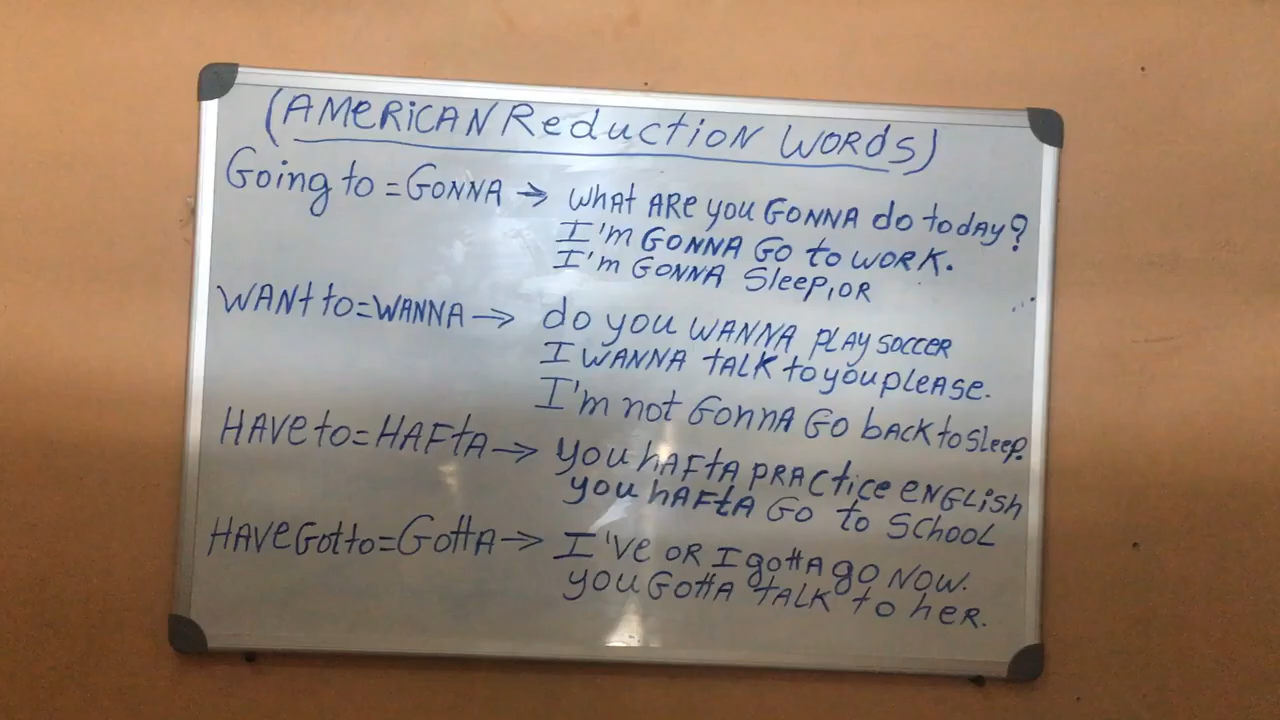 (AMERICAN Reduction WORds)
Going to = GONNA → what ARe you GONNA do today?
I'm GONNA GO to WORK.
I'm GONNA Sleep, OR
WANt to = WANNA → do you WANNA PLAY SOCCER
I WANNA tALK to you please.
I'm not GonnA Go bACK to Sleep.
HAVe to = HAFtA → you hAFtA PRACtice ENGLish
you hAFtA GO to SCHOOL
HAVe Got to = GottA → I've OR I gottA go NOW.
you GottA tALK to heR.